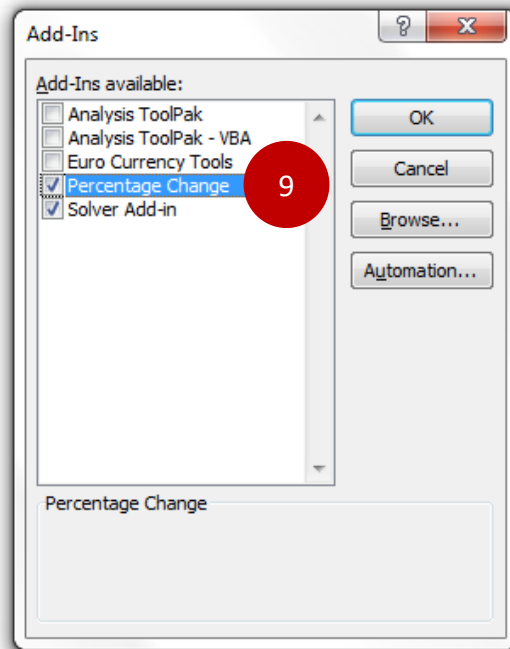 Add-Ins
?
X
Add-Ins available:
Analysis ToolPak
Analysis ToolPak - VBA
Euro Currency Tools
Percentage Change
Solver Add-in
9
OK
Cancel
Browse...
Automation...
Percentage Change